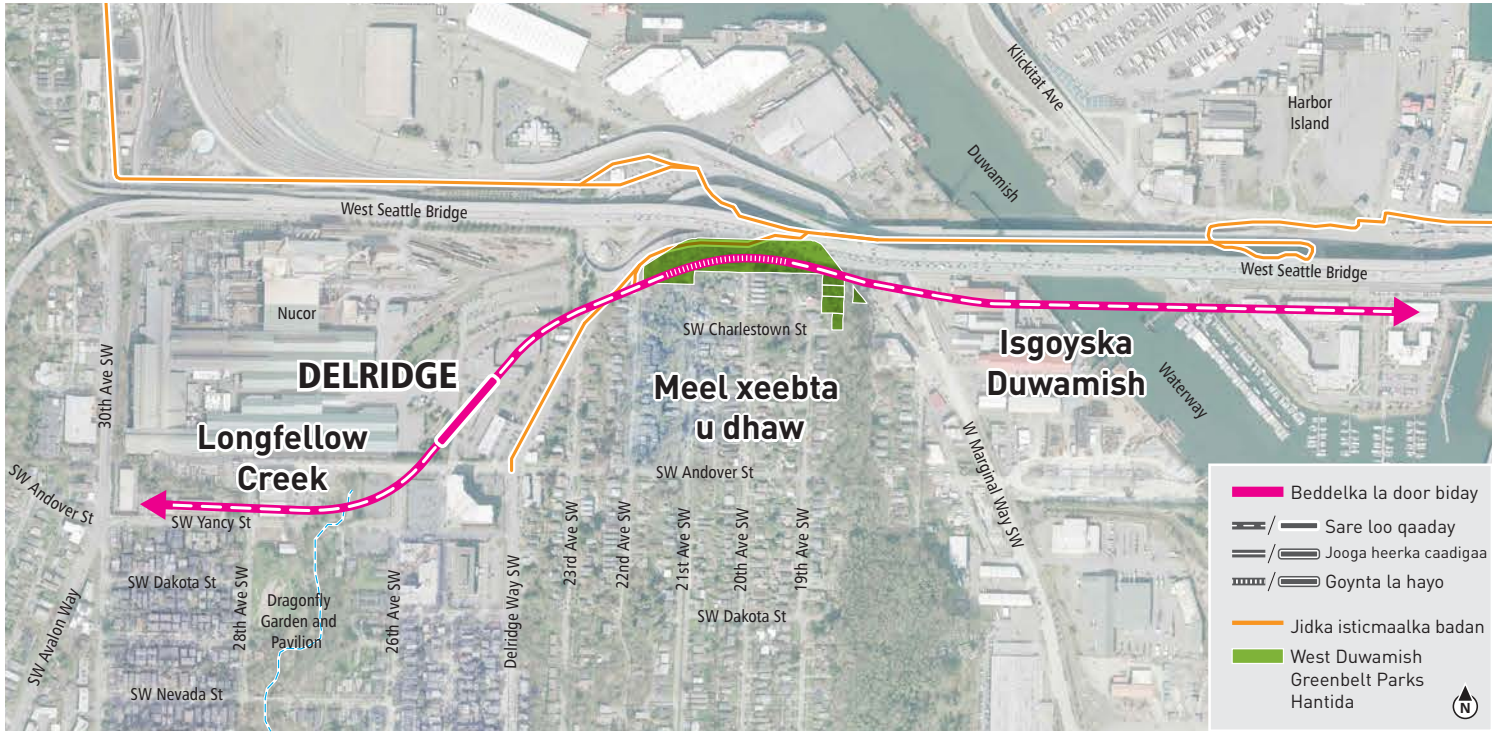 Klickitat Ave
Harbor
Island
Duwamish
West Seattle Bridge
West Seattle Bridge
Nucor
SW Charlestown St
30th Ave SW
DELRIDGE
Meel xeebta
u dhaw
Isgoyska
Duwamish
Waterway
Longfellow
Creek
SW Andover St
SW Andover St
W Marginal Way SW
SW Yancy St
SW Dakota St
28th Ave SW
Dragonfly
Garden and
Pavilion
26th Ave SW
Delridge Way SW
23rd Ave SW
22nd Ave SW
21st Ave SW
20th Ave SW
19th Ave SW
SW Dakota St
SW Avalon Way
SW Nevada St
Beddelka la door biday
Sare loo qaaday
Jooga heerka caadigaa
Goynta la hayo
Jidka isticmaalka badan
West Duwamish
Greenbelt Parks
Hantida
N